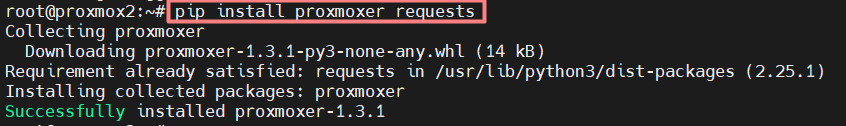 root@proxmox2:~# pip install proxmoxer requests
Collecting proxmoxer
  Downloading proxmoxer-1.3.1-py3-none-any.whl (14 kB)
Requirement already satisfied: requests in /usr/lib/python3/dist-packages (2.25.1)
Installing collected packages: proxmoxer
Successfully installed proxmoxer-1.3.1